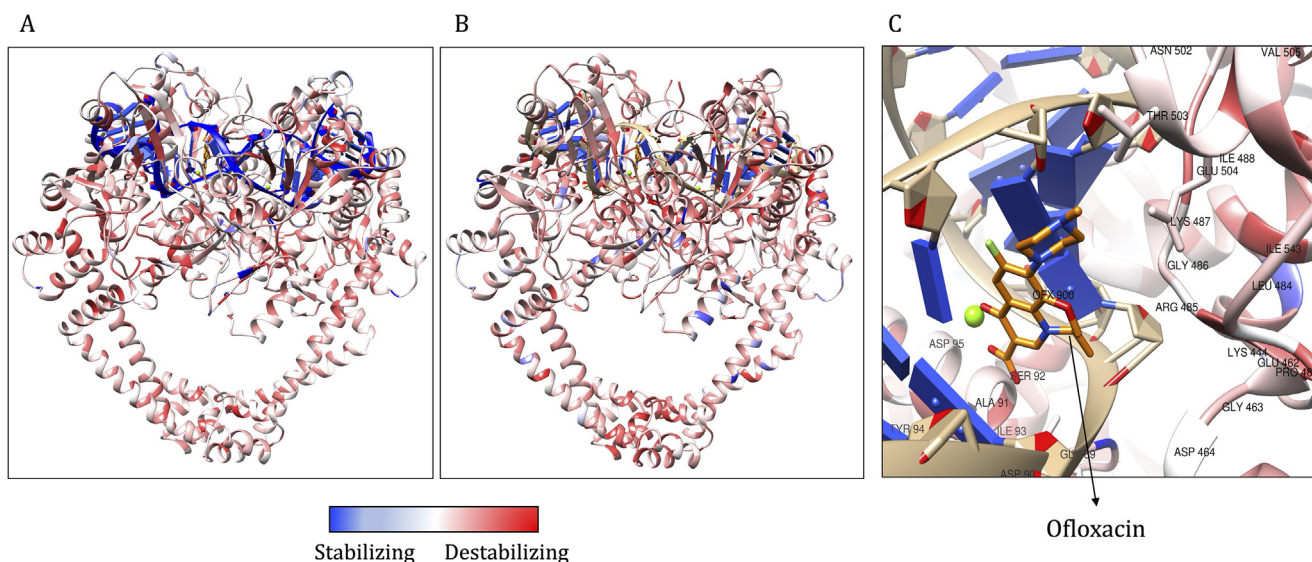 A
B
C
ASN 502
VAL 505
THR 503
ILE 488
GLU 504
LYS 487
ILE 543
GLY 486
LEU 484
OFX 900
ARG 485
ASP 95
LYS 444
GLU 462
SER 92
ALA 91
GLY 463
TYR 94
ILE 93
ASP 464
ASP 90
Ofloxacin
Stabilizing Destabilizing